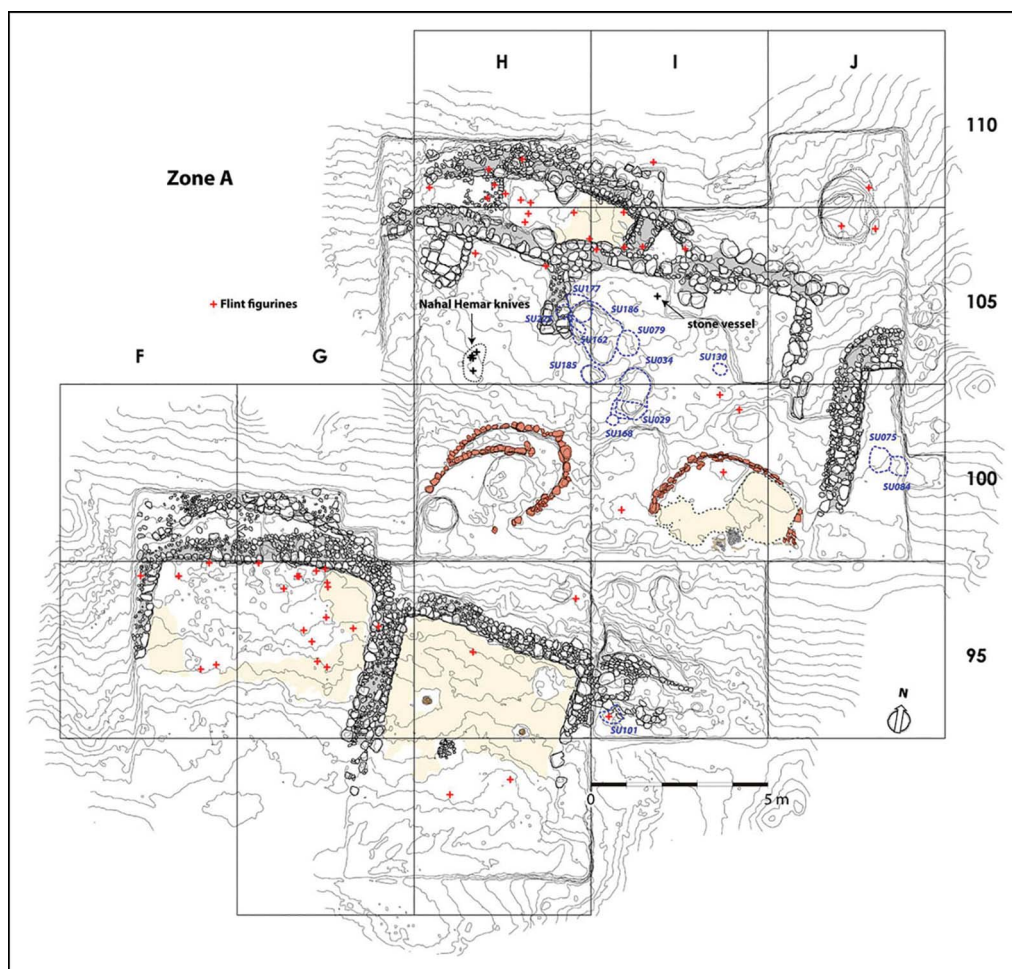 H I J
110
Zone A
SU177
105
Flint figurines
Nahal Hemar knives
SU186
stone vessel
SU079
F G
SU162
SU034
SU130
SU185
SU168
SU029
SU075
100
SU084
95
N
SU101
0 5 m